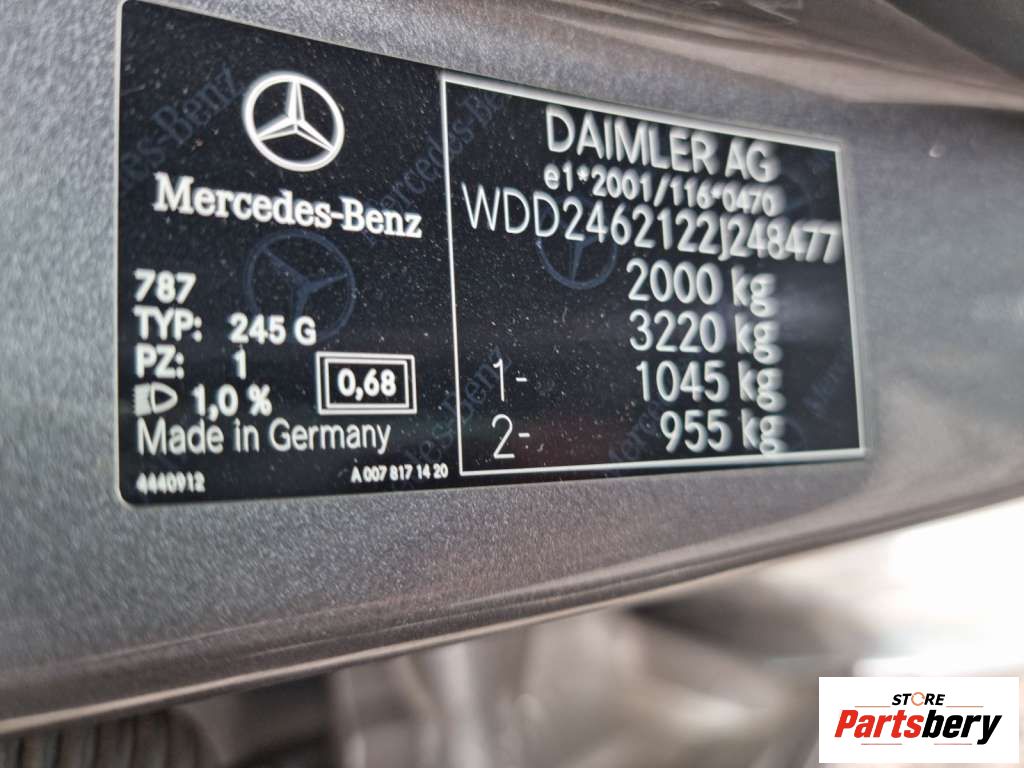 Mercedes-Benz
787
TYP: 245 G
PZ: 1
1,0 %
0,68
Made in Germany
4440912
A 007 817 14 20
DAIMLER AG
e1*2001/116*0470
WDD2462122J248477
2000 kg
3220 kg
1- 1045 kg
2- 955 kg
STORE
Partsbery